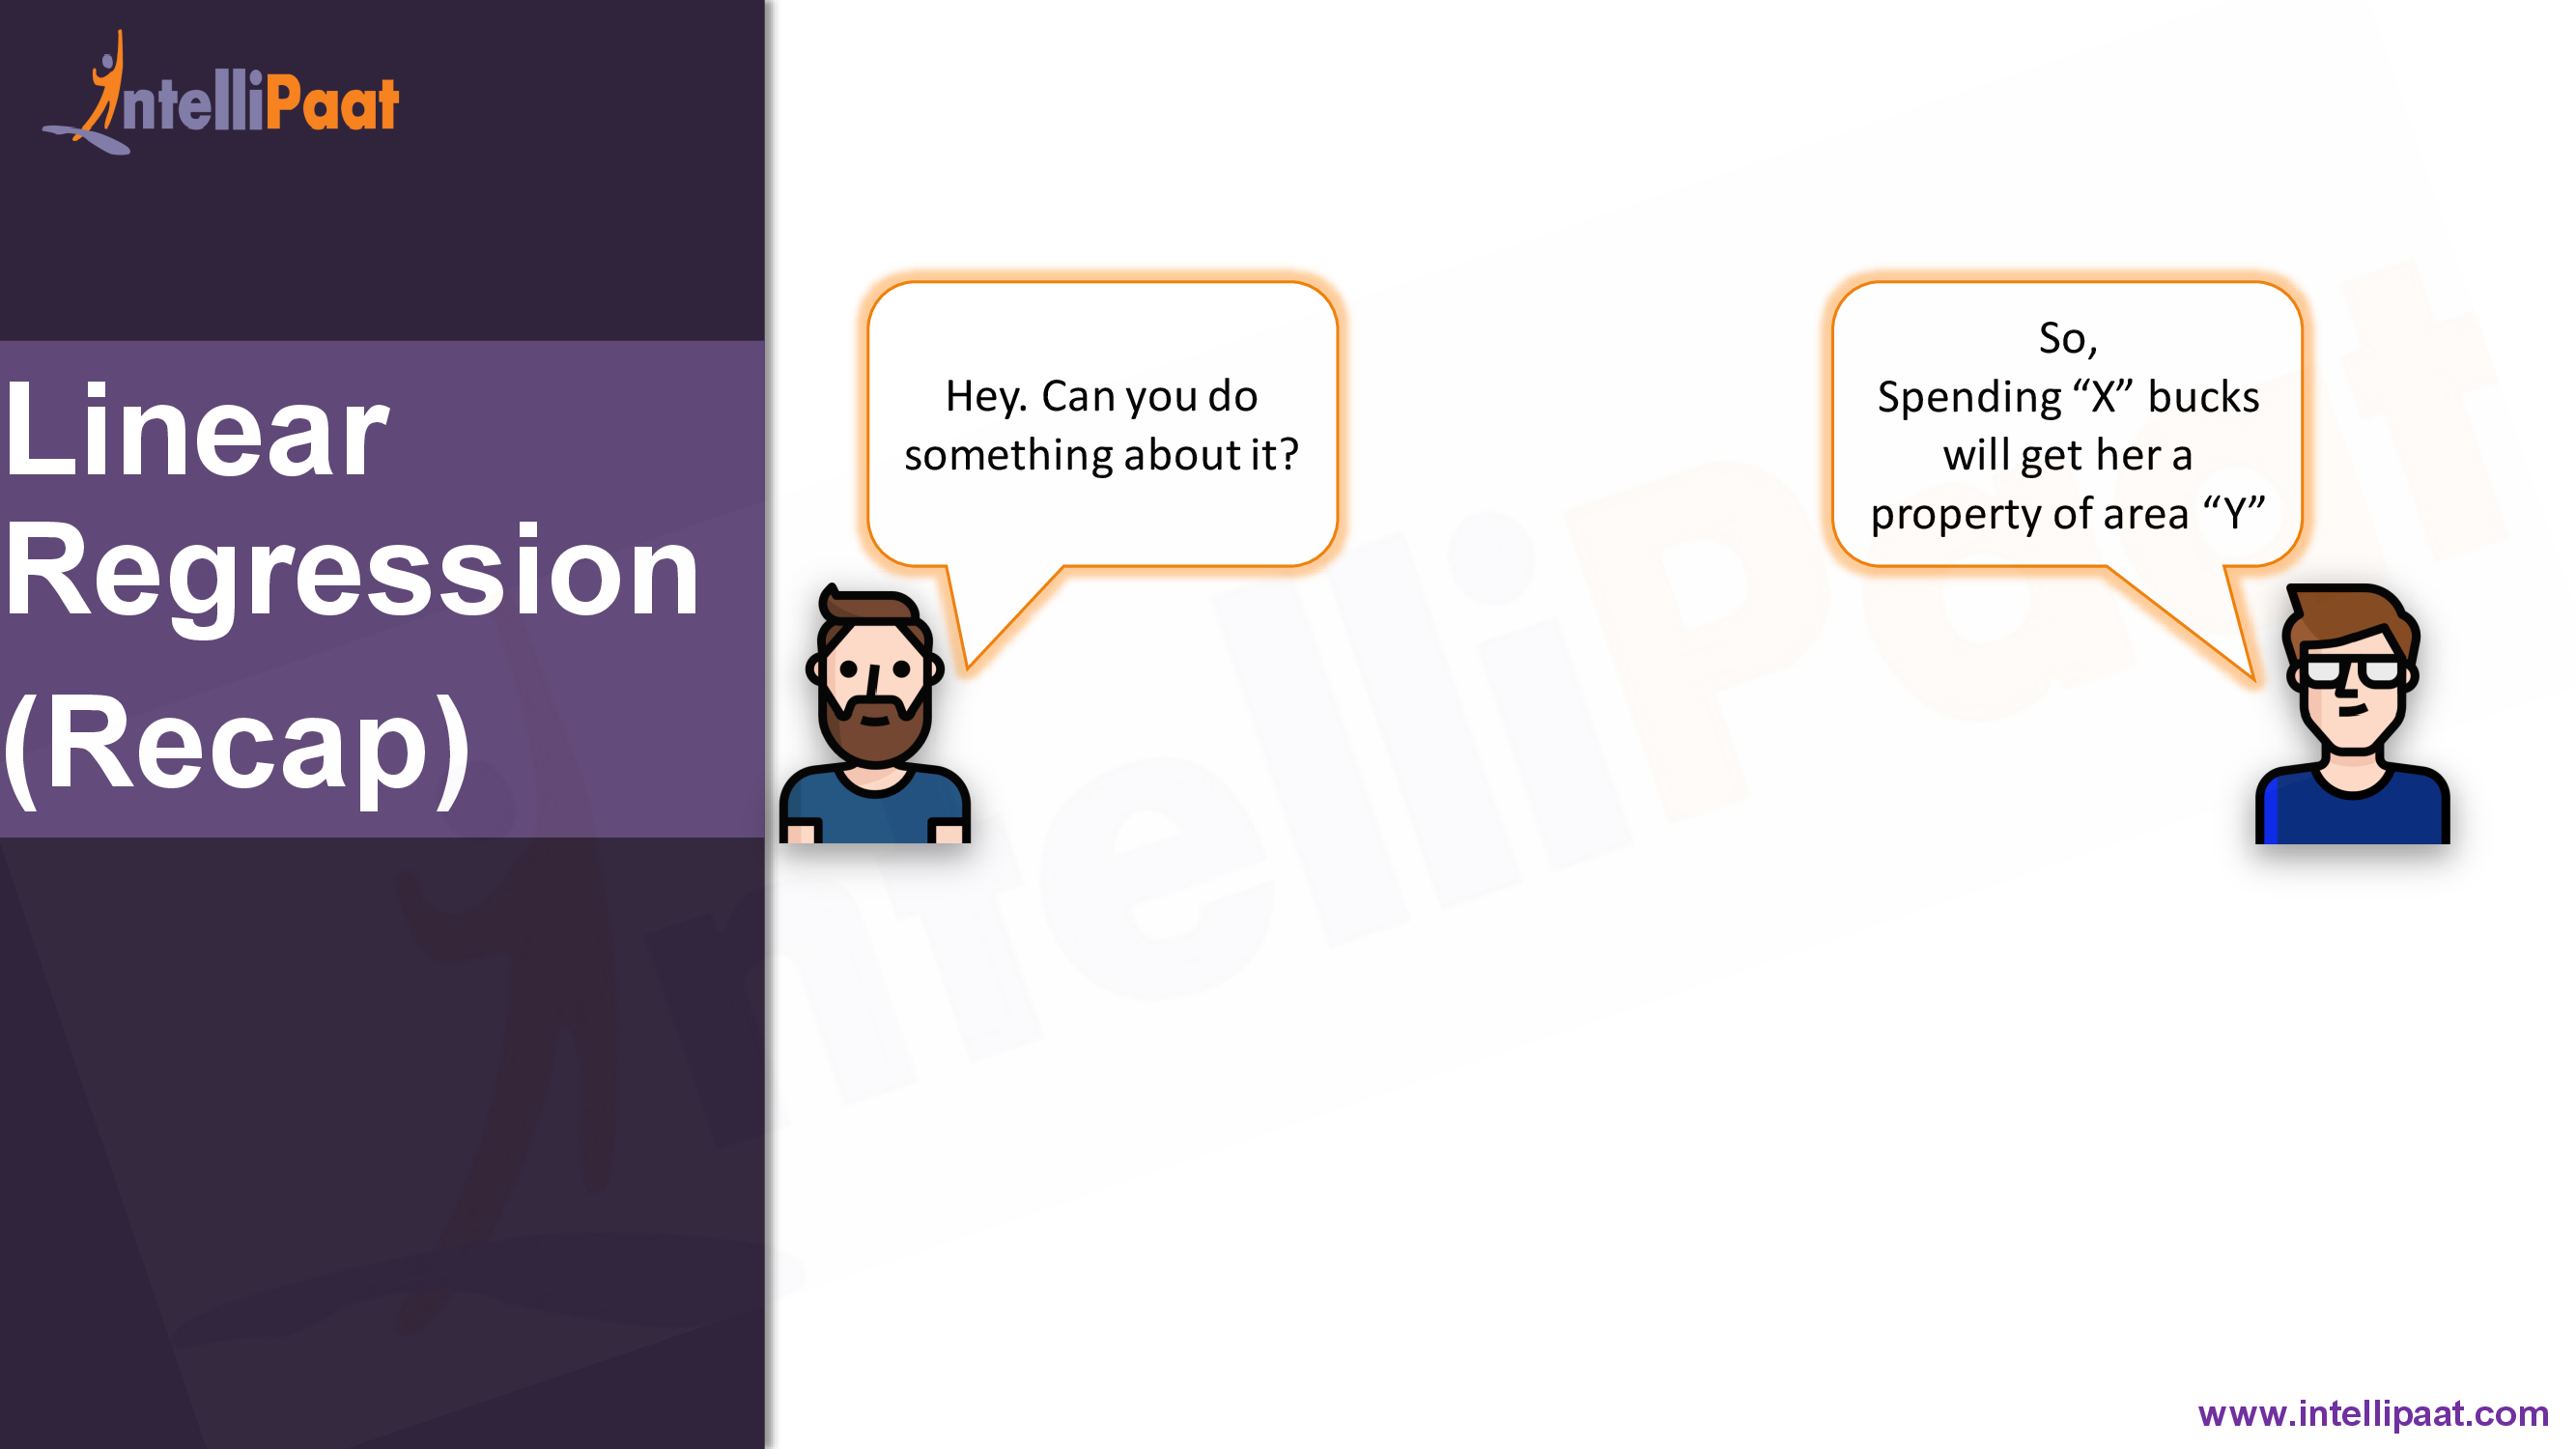 IntelliPaat
Linear
Regression
(Recap)
Hey. Can you do
something about it?
So,
Spending “X” bucks
will get her a
property of area “Y”
IntelliPaat
www.intellipaat.com